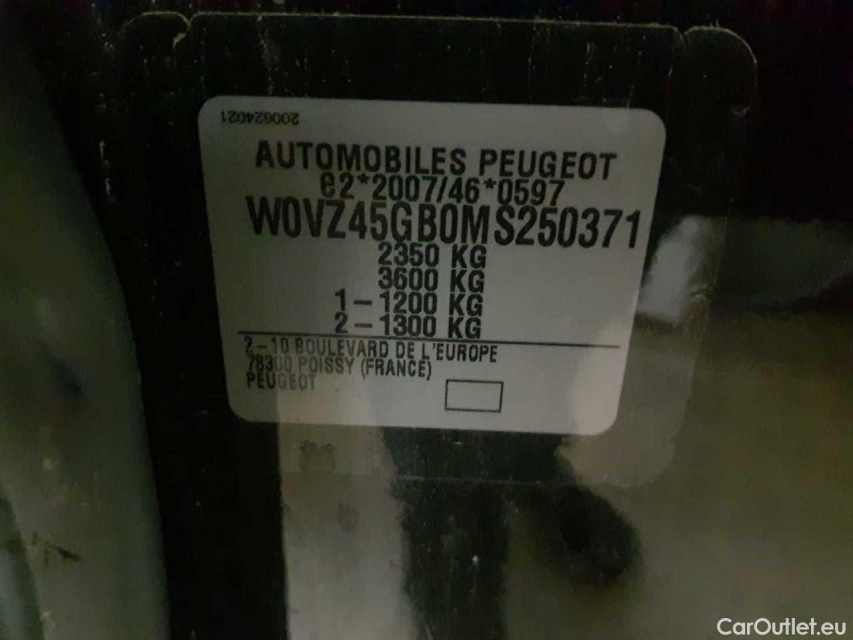 200624021
AUTOMOBILES PEUGEOT
e2*2007/46*0597
W0VZ45GB0MS250371
2350 KG
3600 KG
1-1200 KG
2-1300 KG
2-10 BOULEVARD DE L'EUROPE
78300 POISSY (FRANCE)
PEUGEOT
CarOutlet.eu